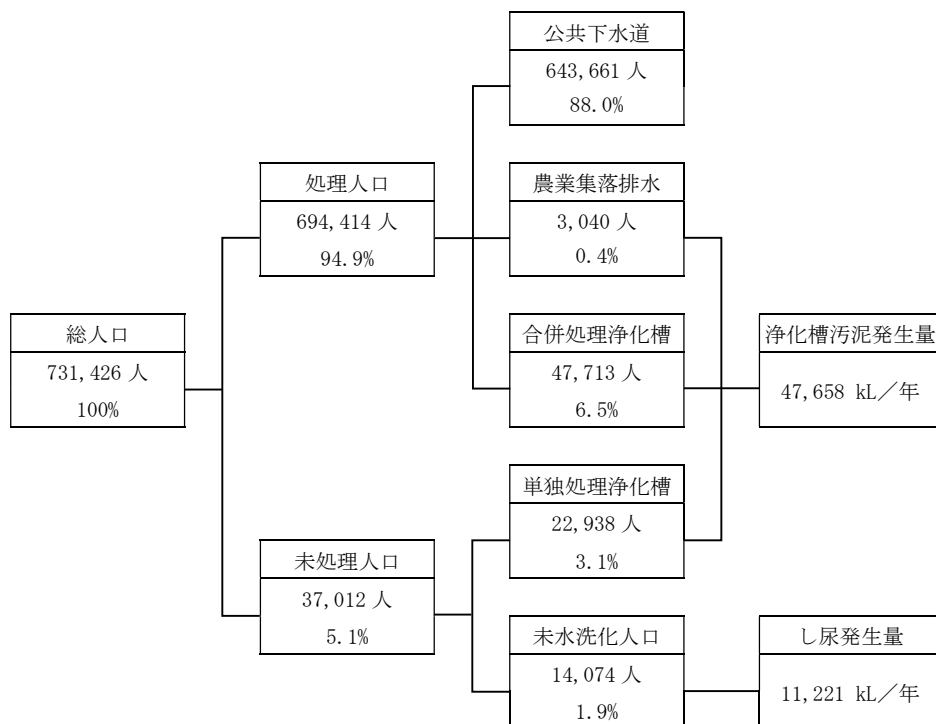 公共下水道
643,661 人
88.0%
処理人口
694,414 人
94.9%
農業集落排水
3,040 人
0.4%
総人口
731,426 人
100%
合併処理浄化槽
47,713 人
6.5%
浄化槽汚泥発生量
47,658 kL／年
単独処理浄化槽
22,938 人
3.1%
未処理人口
37,012 人
5.1%
未水洗化人口
14,074 人
1.9%
し尿発生量
11,221 kL／年